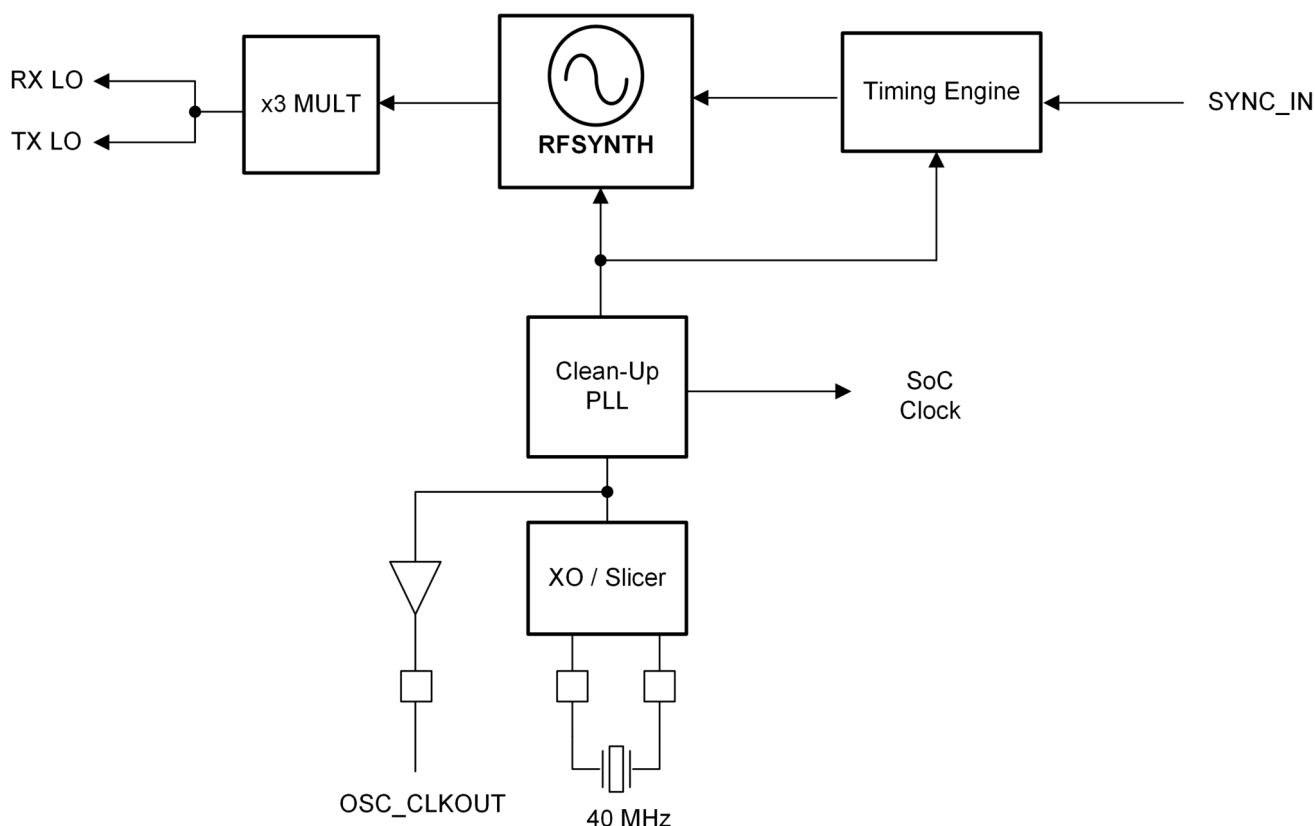 RX LO
TX LO
x3 MULT
RFSYNTH
Timing Engine
SYNC_IN
Clean-Up
PLL
SoC
Clock
XO / Slicer
OSC_CLKOUT
40 MHz